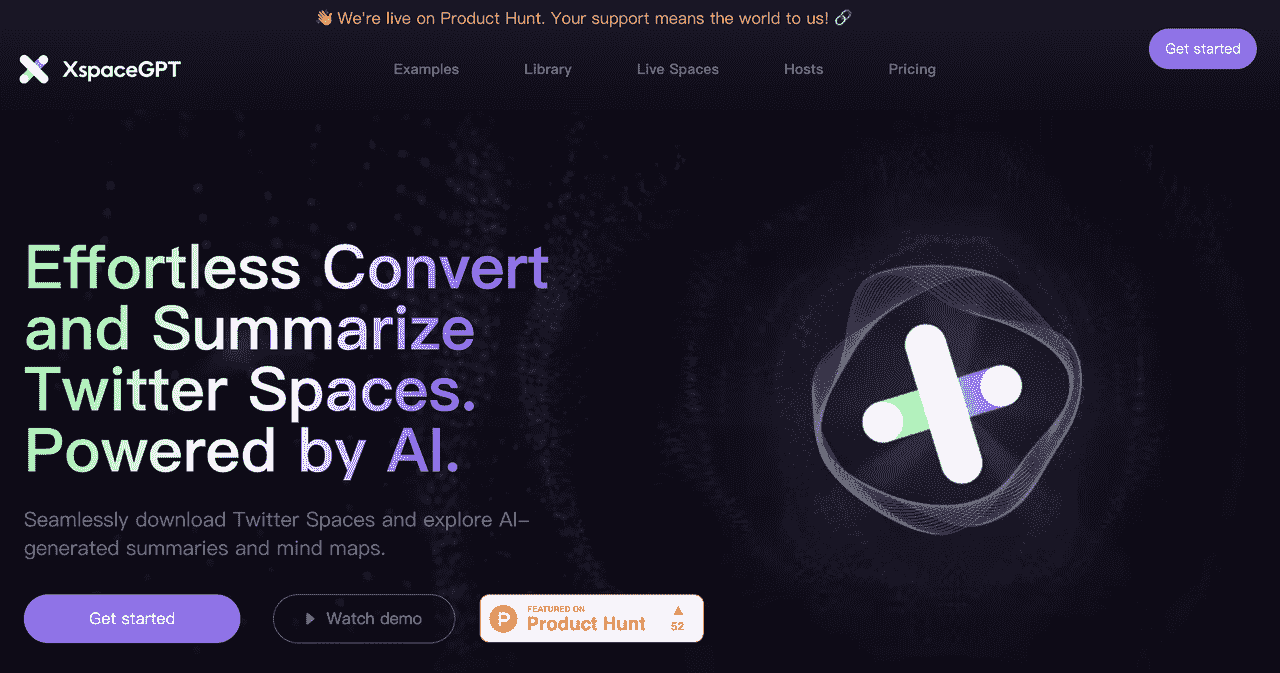 👋 We're live on Product Hunt. Your support means the world to us! 🔗
Get started
XspaceGPT
Examples
Library
Live Spaces
Hosts
Pricing
Effortless Convert
and Summarize
Twitter Spaces.
Powered by AI.
Seamlessly download Twitter Spaces and explore AI-
generated summaries and mind maps.
Get started
Watch demo
P
FEATURED ON
Product Hunt
52